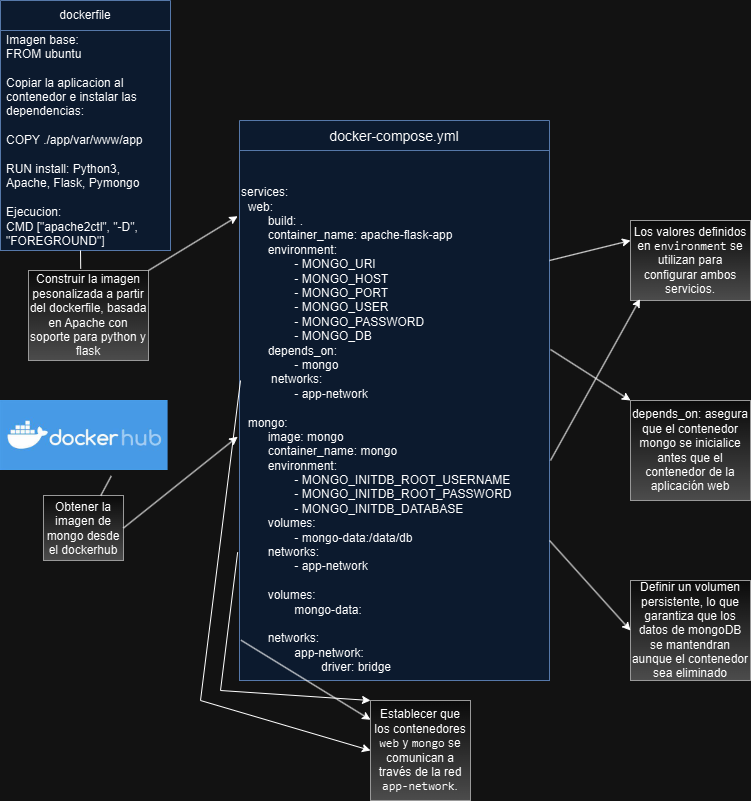 dockerfile
Imagen base:
FROM ubuntu
Copiar la aplicacion al
contenedor e instalar las
dependencias:
COPY ./app/var/www/app
RUN install: Python3,
Apache, Flask, Pymongo
Ejecucion:
CMD ["apache2ctl", "-D",
"FOREGROUND"]
Construir la imagen
pesonalizada a partir
del dockerfile, basada
en Apache con
soporte para python y
flask
dockerhub
Obtener la
imagen de
mongo desde
el dockerhub
docker-compose.yml
services:
web:
build: .
container_name: apache-flask-app
environment:
- MONGO_URI
- MONGO_HOST
- MONGO_PORT
- MONGO_USER
- MONGO_PASSWORD
- MONGO_DB
depends_on:
- mongo
networks:
- app-network
mongo:
image: mongo
container_name: mongo
environment:
- MONGO_INITDB_ROOT_USERNAME
- MONGO_INITDB_ROOT_PASSWORD
- MONGO_INITDB_DATABASE
volumes:
- mongo-data:/data/db
networks:
- app-network
volumes:
mongo-data:
networks:
app-network:
driver: bridge
Los valores definidos
en environment se
utilizan para
configurar ambos
servicios.
depends_on: asegura
que el contenedor
mongo se inicialice
antes que el
contenedor de la
aplicación web
Definir un volumen
persistente, lo que
garantiza que los
datos de mongoDB
se mantendran
aunque el contenedor
sea eliminado
Establecer que
los contenedores
web y mongo se
comunican a
través de la red
app-network.